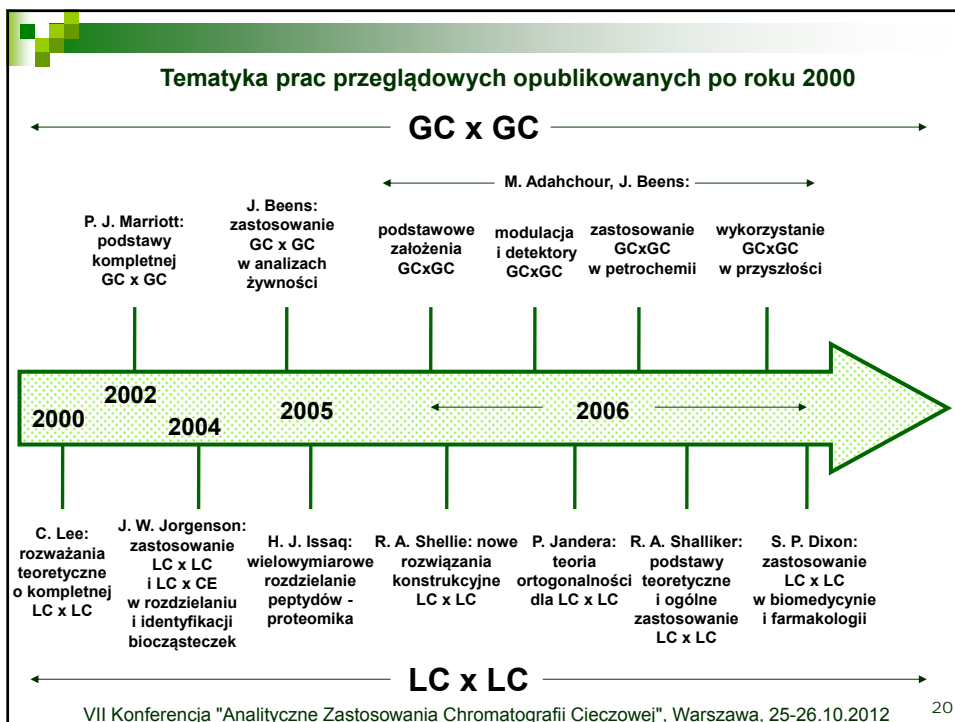 Tematyka prac przeglądowych opublikowanych po roku 2000
GC x GC
M. Adahchour, J. Beens:
P. J. Marriott:
podstawy
kompletnej
GC x GC
J. Beens:
zastosowanie
GC x GC
w analizach
żywności
podstawowe
założenia
GCxGC
modulacja
i detektory
GCxGC
zastosowanie
GCxGC
w petrochemii
wykorzystanie
GCxGC
w przyszłości
2000
2002
2004
2005
2006
C. Lee:
rozważania
teoretyczne
o kompletnej
LC x LC
J. W. Jorgenson:
zastosowanie
LC x LC
i LC x CE
w rozdzielaniu
i identyfikacji
biocząsteczek
H. J. Issaq:
wielowymiarowe
rozdzielanie
peptydów -
proteomika
R. A. Shellie: nowe
rozwiązania
konstrukcyjne
LC x LC
P. Jandera:
teoria
ortogonalności
dla LC x LC
R. A. Shalliker:
podstawy
teoretyczne
i ogólne
zastosowanie
LC x LC
S. P. Dixon:
zastosowanie
LC x LC
w biomedycynie
i farmakologii
LC x LC
VII Konferencja "Analityczne Zastosowania Chromatografii Cieczowej", Warszawa, 25-26.10.2012
20